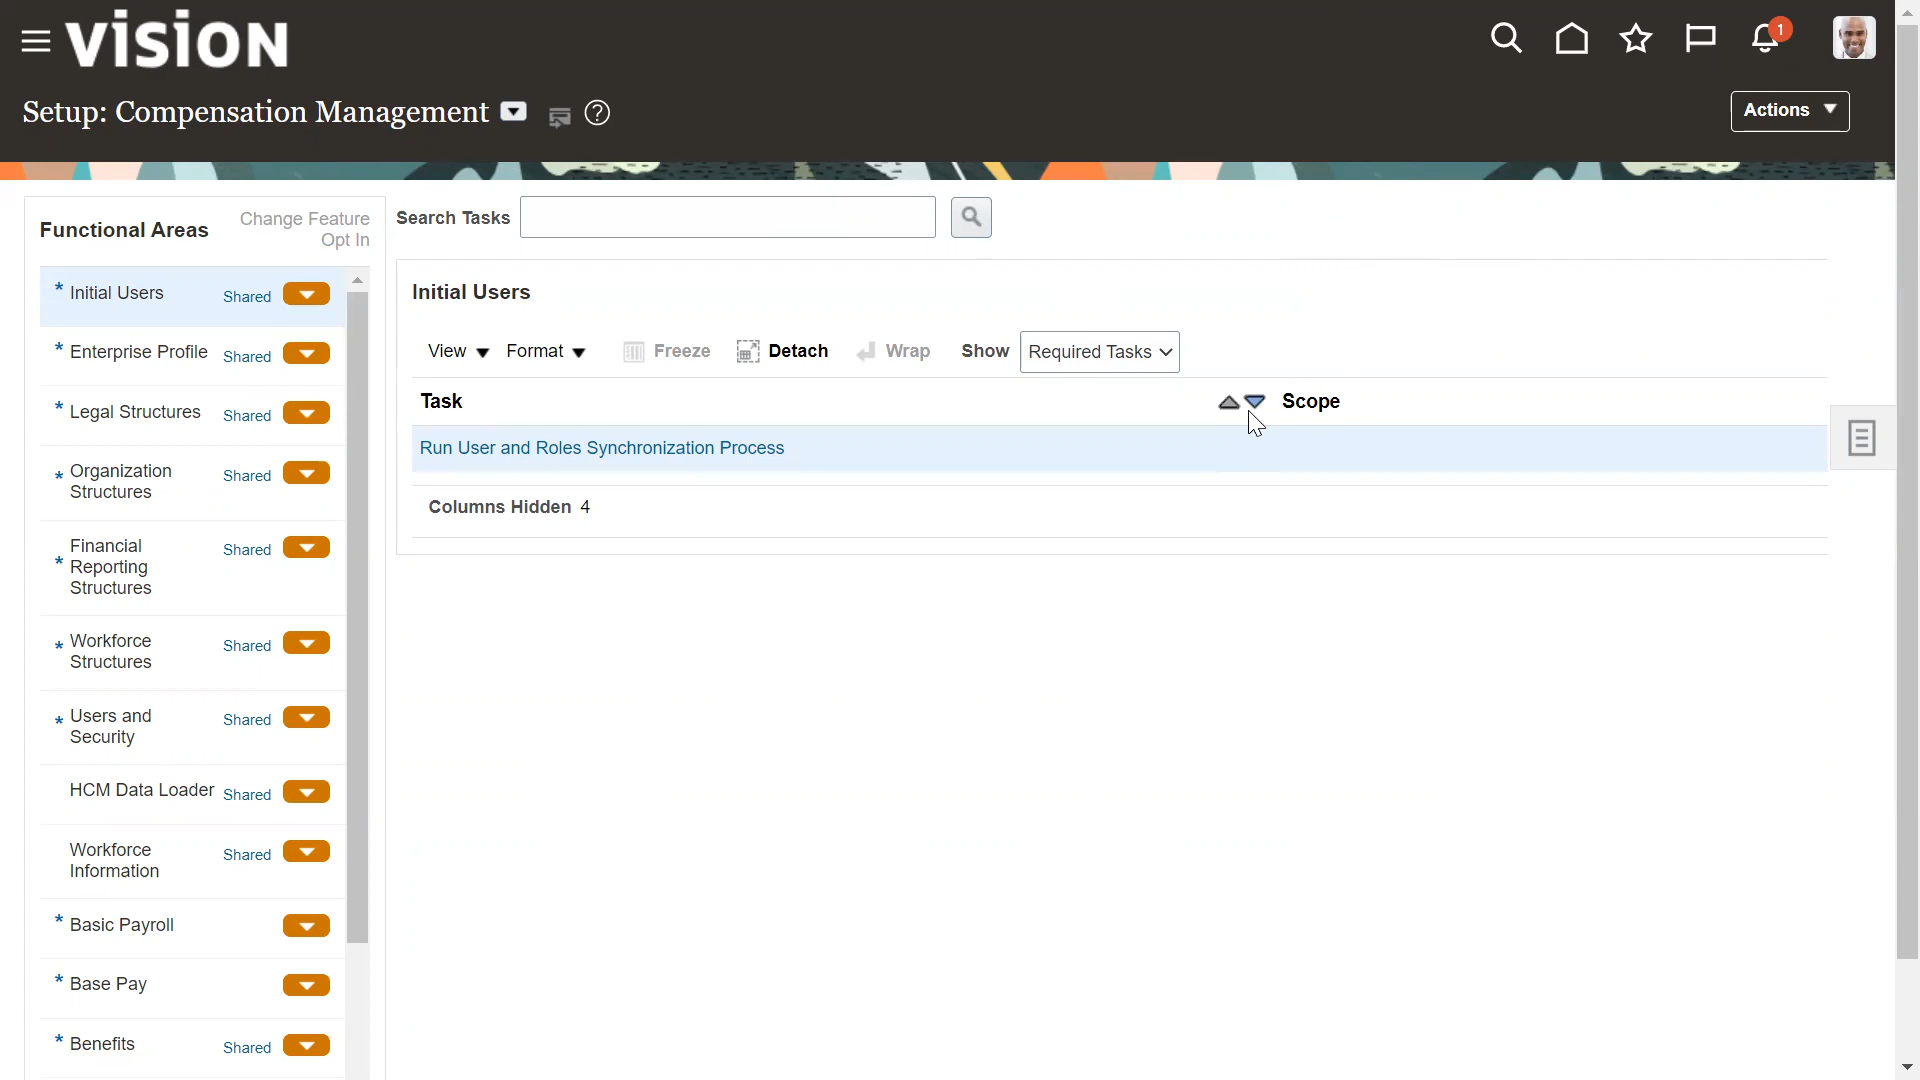 VISION
1
Setup: Compensation Management
Actions
Functional Areas
Change Feature
Opt In
Search Tasks
* Initial Users Shared
* Enterprise Profile Shared
* Legal Structures Shared
* Organization
Structures Shared
* Financial
Reporting
Structures Shared
* Workforce
Structures Shared
* Users and
Security Shared
HCM Data Loader Shared
Workforce
Information Shared
* Basic Payroll
* Base Pay
* Benefits Shared
Initial Users
View Format Freeze Detach Wrap Show Required Tasks
Task Scope
Run User and Roles Synchronization Process
Columns Hidden 4